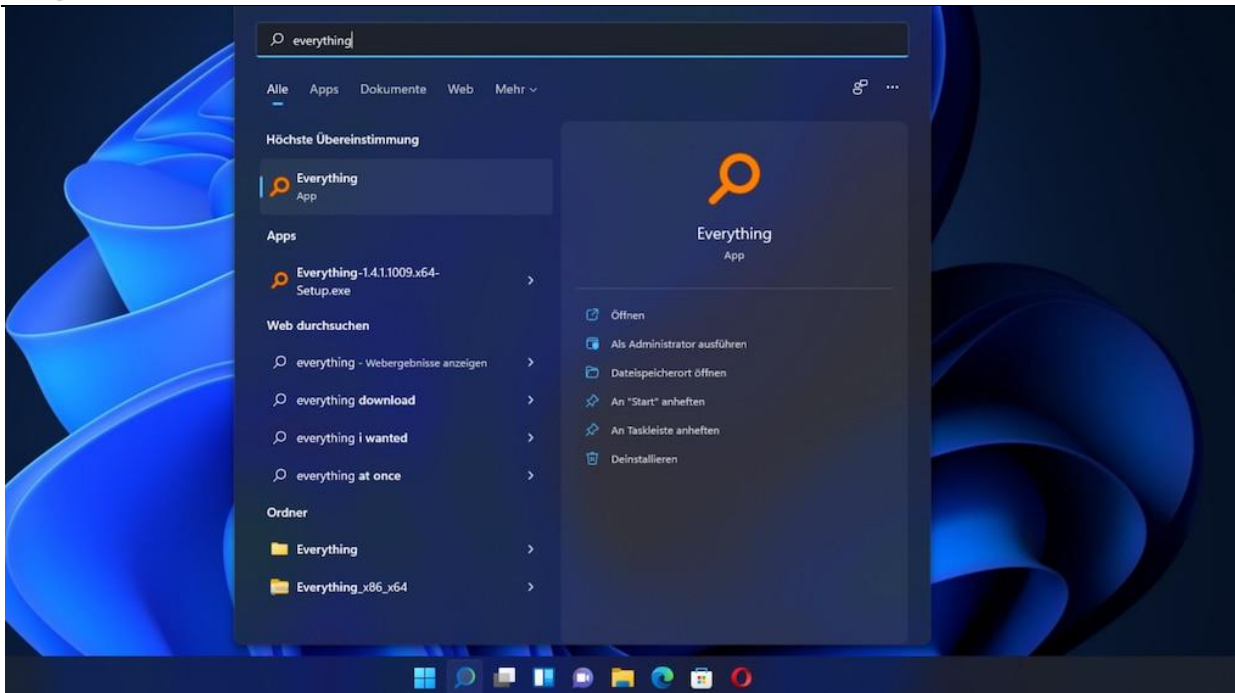 everything
Alle Apps Dokumente Web Mehr
Höchste Übereinstimmung
Everything
App
Apps
Everything-1.4.1.1009.x64-
Setup.exe
Web durchsuchen
everything - Webergebnisse anzeigen
everything download
everything i wanted
everything at once
Ordner
Everything
Everything_x86_x64
Everything
App
Öffnen
Als Administrator ausführen
Dateispeicherort öffnen
An "Start" anheften
An Taskleiste anheften
Deinstallieren